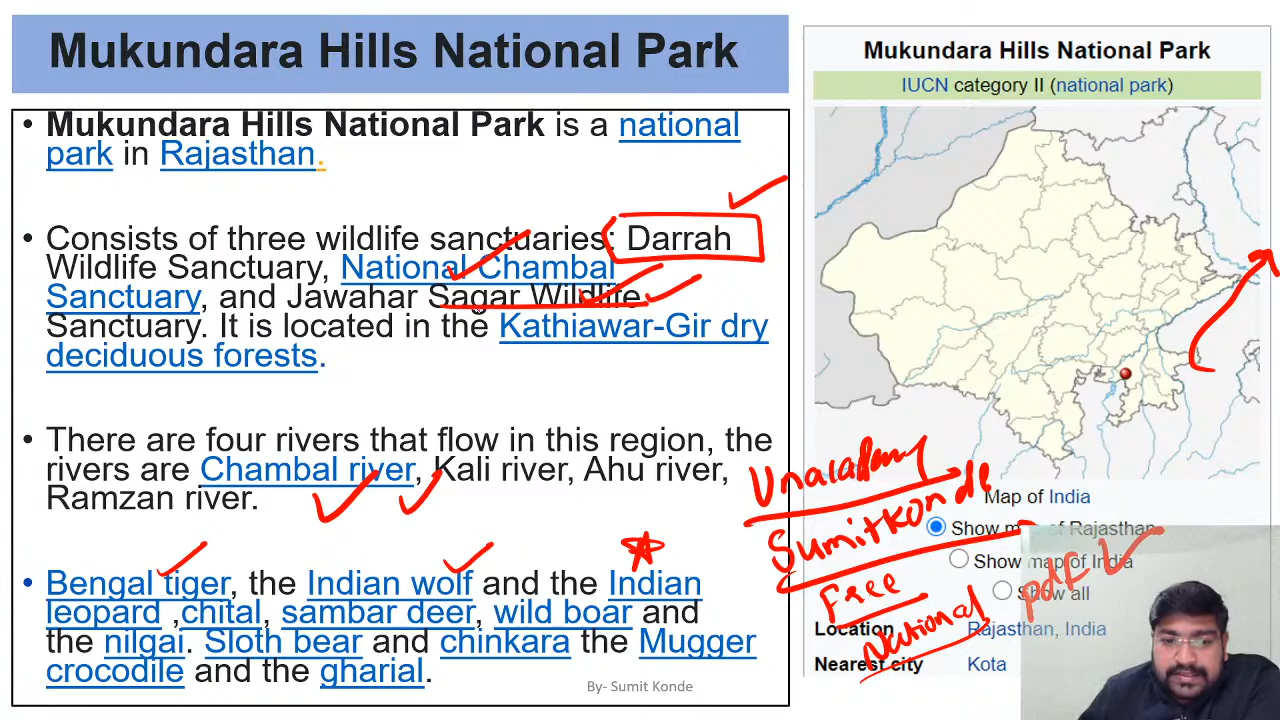 Mukundara Hills National Park
• Mukundara Hills National Park is a national
park in Rajasthan.
• Consists of three wildlife sanctuaries: Darrah
Wildlife Sanctuary, National Chambal
Sanctuary, and Jawahar Sagar Wildlife
Sanctuary. It is located in the Kathiawar-Gir dry
deciduous forests.
• There are four rivers that flow in this region, the
rivers are Chambal river, Kali river, Ahu river,
Ramzan river.
• Bengal tiger, the Indian wolf and the Indian
leopard ,chital, sambar deer, wild boar and
the nilgai. Sloth bear and chinkara the Mugger
crocodile and the gharial.
By- Sumit Konde
Mukundara Hills National Park
IUCN category II (national park)
Map of India
Show map of Rajasthan
Show map of India
Show all
Location Rajasthan, India
Nearest city Kota
Unacademy
Sumitkonde
Free
National
pdf